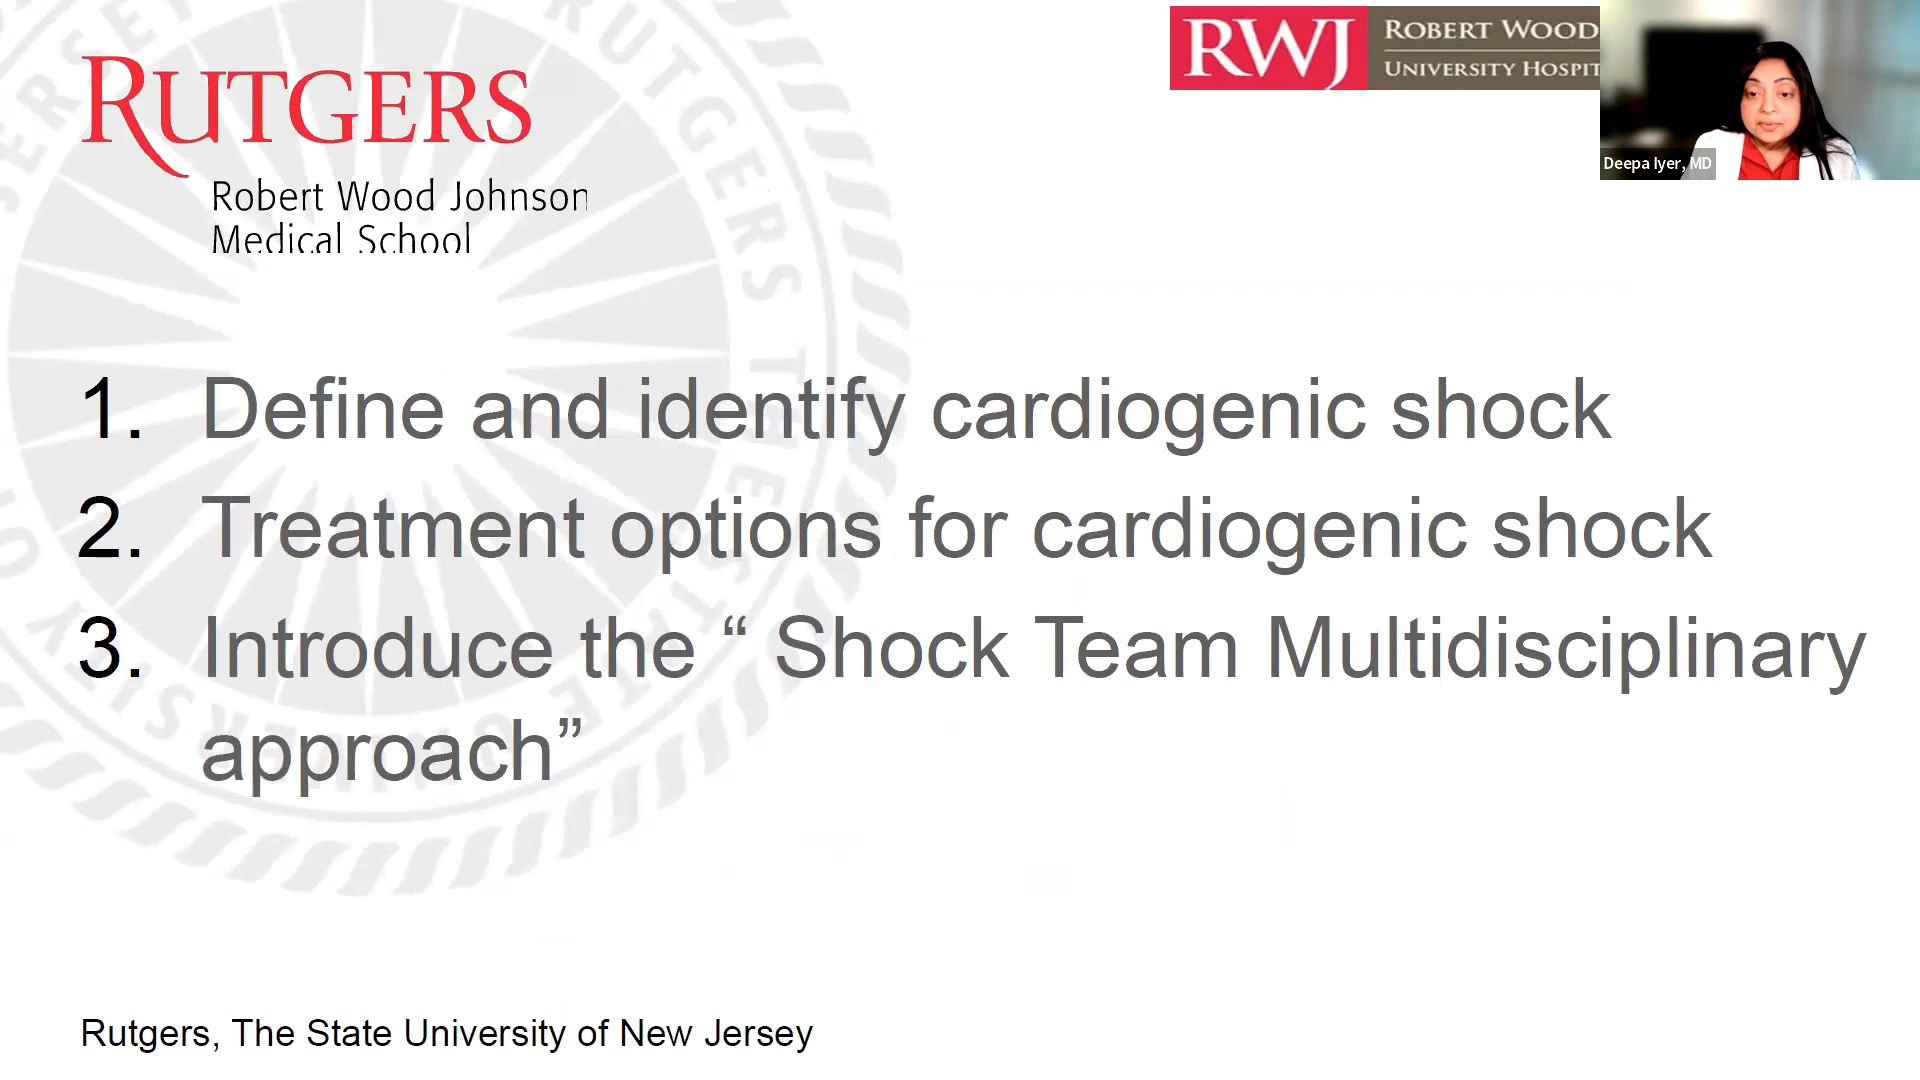 RUTGERS
Robert Wood Johnson
Medical School
RWJ
ROBERT WOOD
UNIVERSITY HOSPIT
Deepa Iyer, MD
1. Define and identify cardiogenic shock
2. Treatment options for cardiogenic shock
3. Introduce the “ Shock Team Multidisciplinary
approach”
Rutgers, The State University of New Jersey